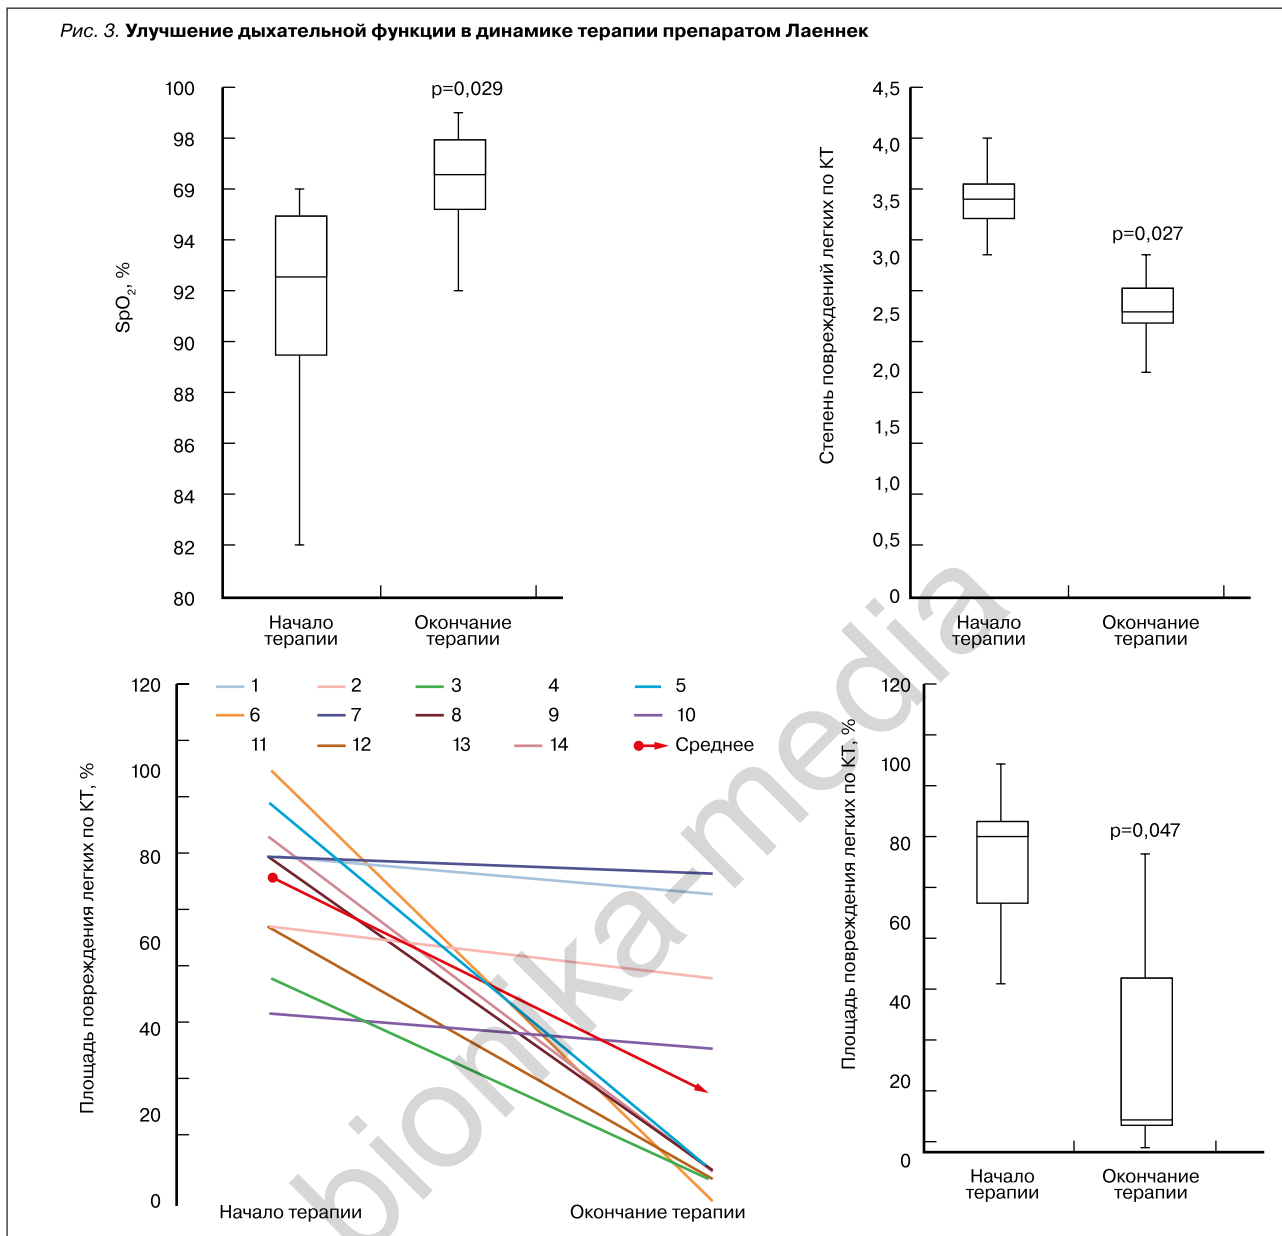 Рис. 3. Улучшение дыхательной функции в динамике терапии препаратом Лаеннек
SpO2, %
100
98
69
94
92
90
88
86
84
82
80
p=0,029
Начало терапии
Окончание терапии
Степень повреждений легких по КТ
4,5
4,0
3,5
3,0
2,5
2,0
1,5
1,0
0,5
0
p=0,027
Начало терапии
Окончание терапии
Площадь повреждения легких по КТ, %
120
100
80
60
40
20
0
1 2 3 4 5
6 7 8 9 10
11 12 13 14 Среднее
Начало терапии
Окончание терапии
Площадь повреждения легких по КТ, %
120
100
80
60
40
20
0
p=0,047
Начало терапии
Окончание терапии
bionika-media